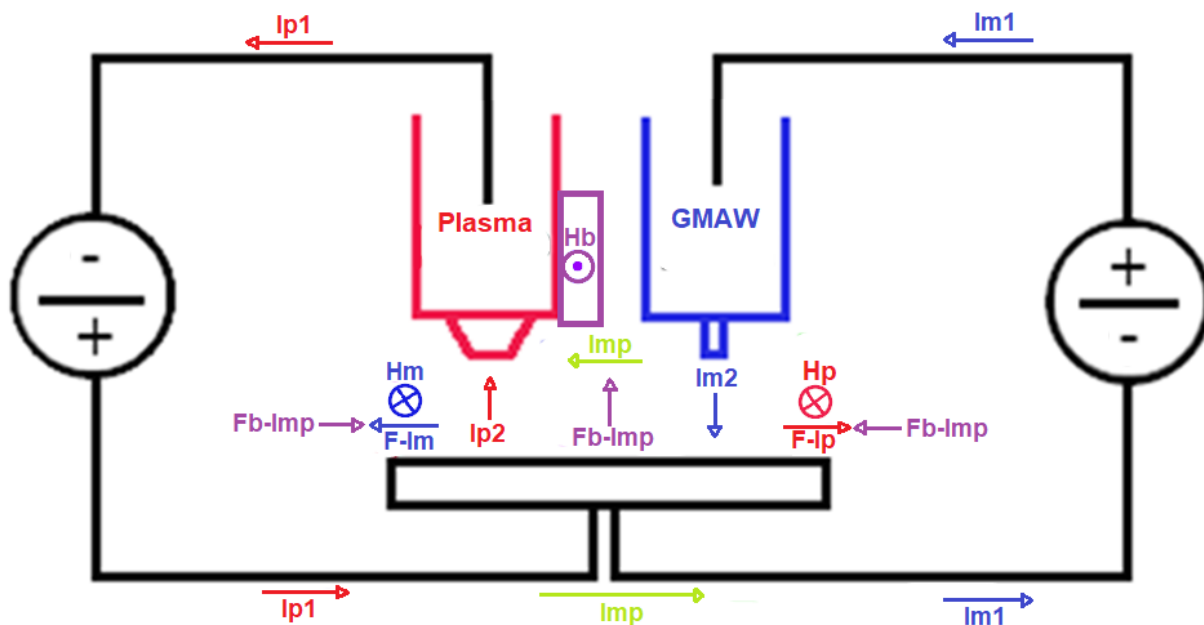 Ip1
Im1
Plasma
GMAW
Hb
-
+
+
-
Imp
Hm
Im2
Hp
Fb-Imp
F-Im
Ip2
Fb-Imp
F-Ip
Fb-Imp
Ip1
Imp
Im1